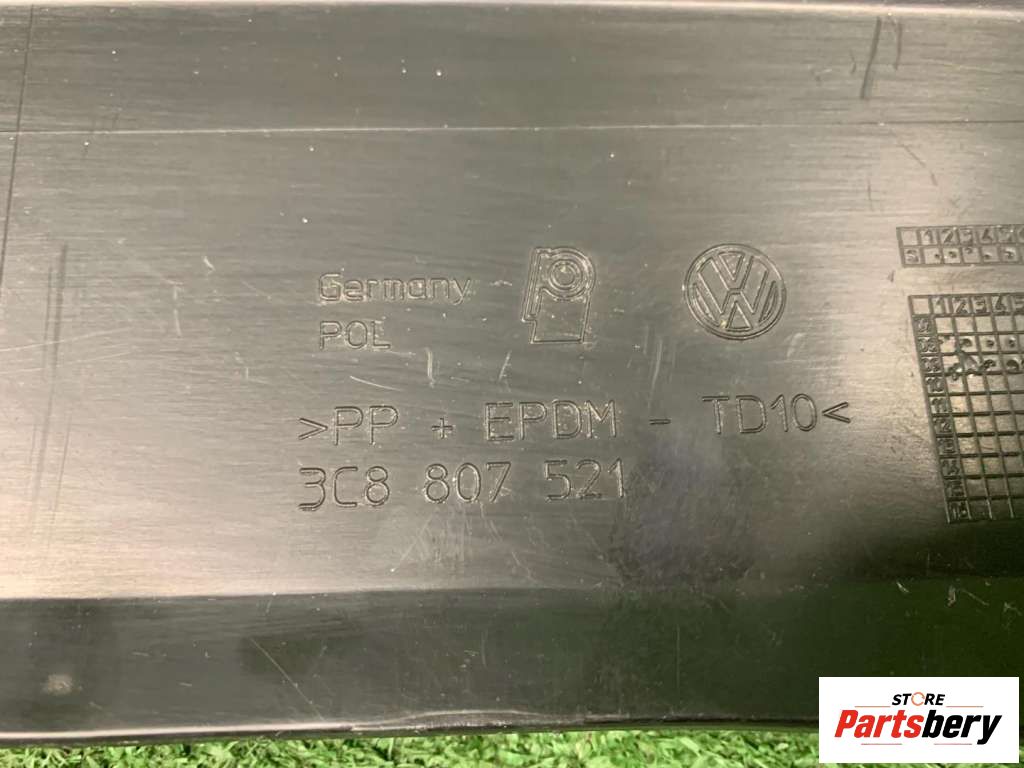 Germany
POL
>PP + EPDM - TD10<
3C8 807 521
STORE
Partsbery